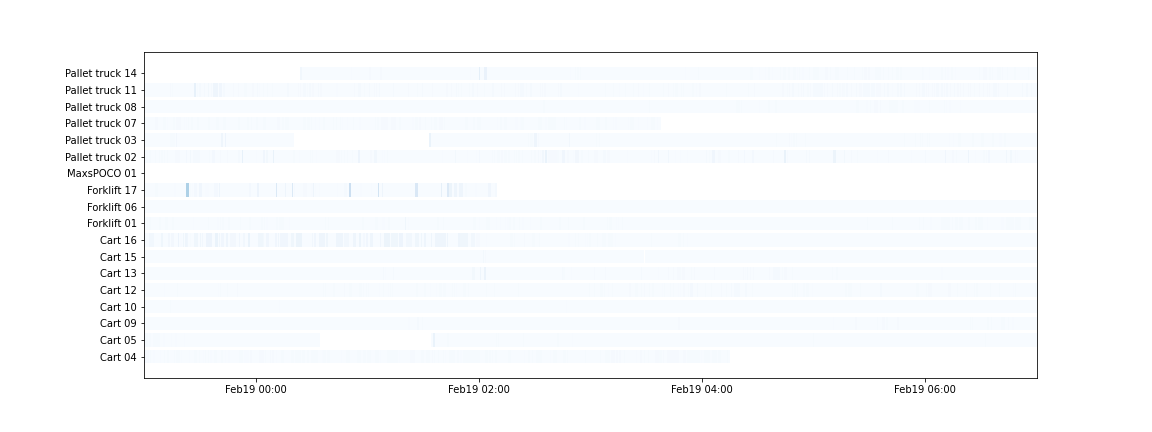 Pallet truck 14
Pallet truck 11
Pallet truck 08
Pallet truck 07
Pallet truck 03
Pallet truck 02
MaxsPOCO 01
Forklift 17
Forklift 06
Forklift 01
Cart 16
Cart 15
Cart 13
Cart 12
Cart 10
Cart 09
Cart 05
Cart 04
Feb19 00:00 Feb19 02:00 Feb19 04:00 Feb19 06:00